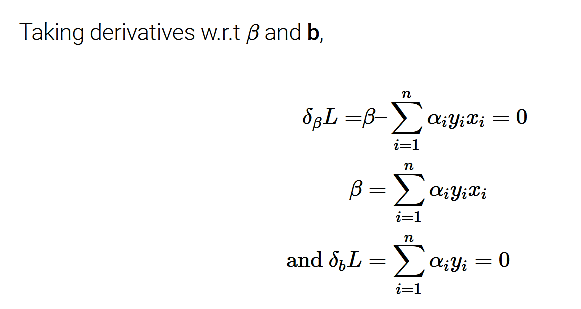 Taking derivatives w.r.t β and b,
δ_β L =β– ∑_{i=1}^{n} α_i y_i x_i = 0
β = ∑_{i=1}^{n} α_i y_i x_i
and δ_b L = ∑_{i=1}^{n} α_i y_i = 0